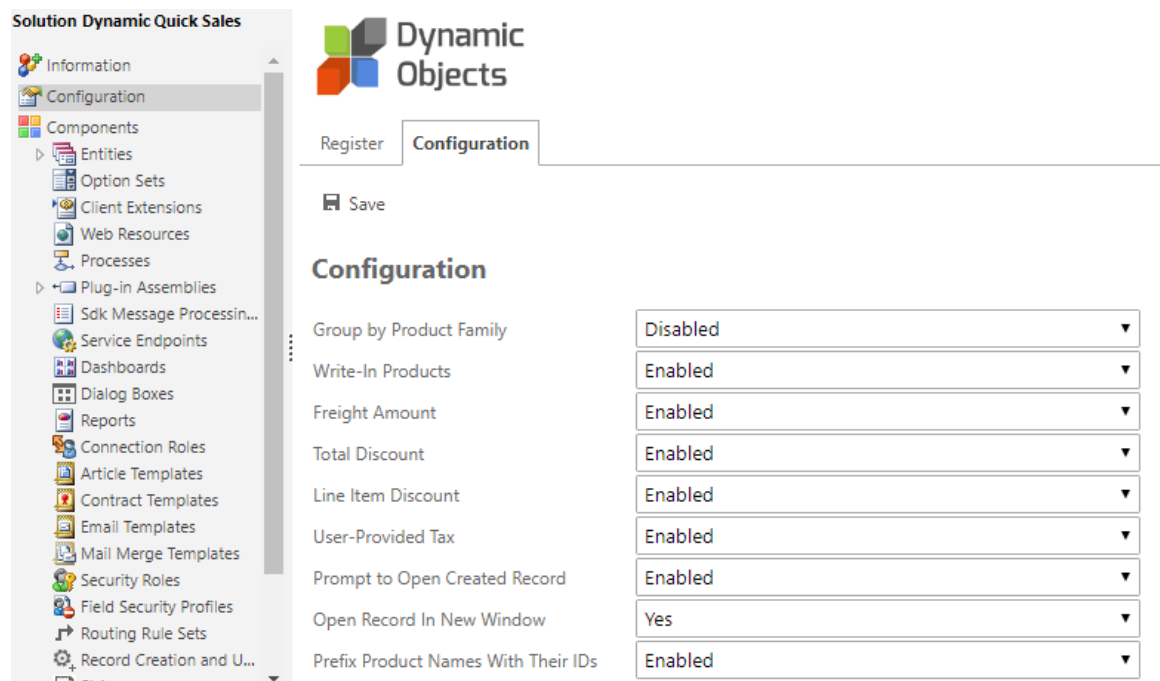 Solution Dynamic Quick Sales
Information
Configuration
Components
Entities
Option Sets
Client Extensions
Web Resources
Processes
Plug-in Assemblies
Sdk Message Processin...
Service Endpoints
Dashboards
Dialog Boxes
Reports
Connection Roles
Article Templates
Contract Templates
Email Templates
Mail Merge Templates
Security Roles
Field Security Profiles
Routing Rule Sets
Record Creation and U...
Dynamic
Objects
Register Configuration
Save
Configuration
Group by Product Family Disabled
Write-In Products Enabled
Freight Amount Enabled
Total Discount Enabled
Line Item Discount Enabled
User-Provided Tax Enabled
Prompt to Open Created Record Enabled
Open Record In New Window Yes
Prefix Product Names With Their IDs Enabled